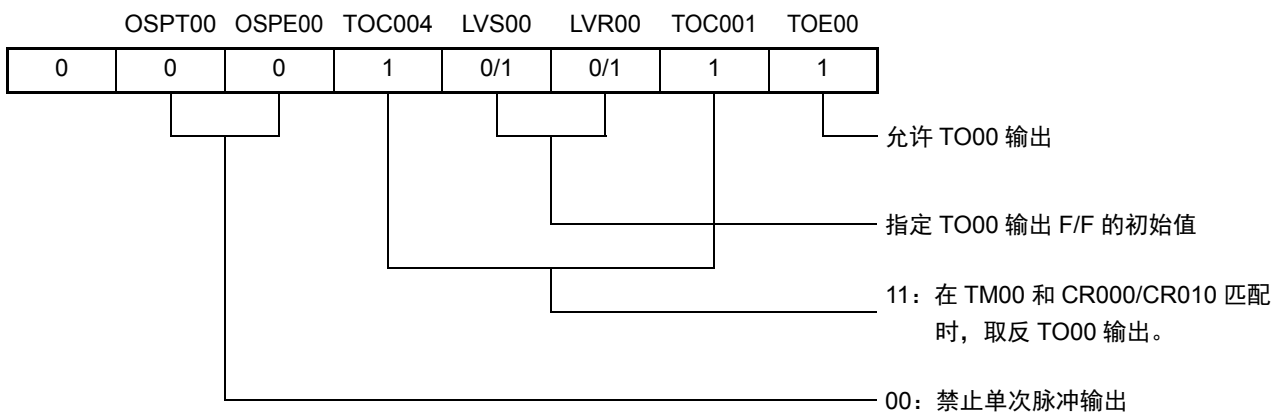 OSPT00 OSPE00 TOC004 LVS00 LVR00 TOC001 TOE00
0 0 0 1 0/1 0/1 1 1
允许 TO00 输出
指定 TO00 输出 F/F 的初始值
11：在 TM00 和 CR000/CR010 匹配
时，取反 TO00 输出。
00：禁止单次脉冲输出